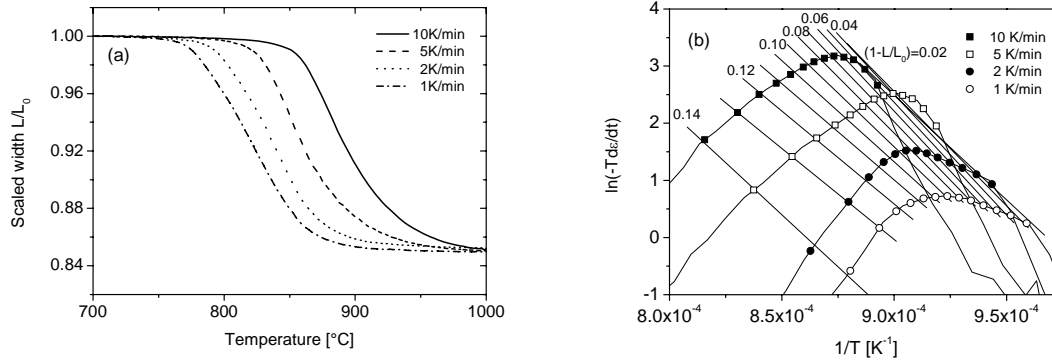 (a)
10K/min
5K/min
2K/min
1K/min
1.00
0.96
0.92
0.88
0.84
Scaled width L/L0
700
800
900
1000
Temperature [°C]
(b)
0.06
0.04
0.08
0.10
(1-L/L0)=0.02
0.12
0.14
10 K/min
5 K/min
2 K/min
1 K/min
4
3
2
1
0
-1
ln(-Tdε/dt)
8.0x10-4
8.5x10-4
9.0x10-4
9.5x10-4
1/T [K-1]